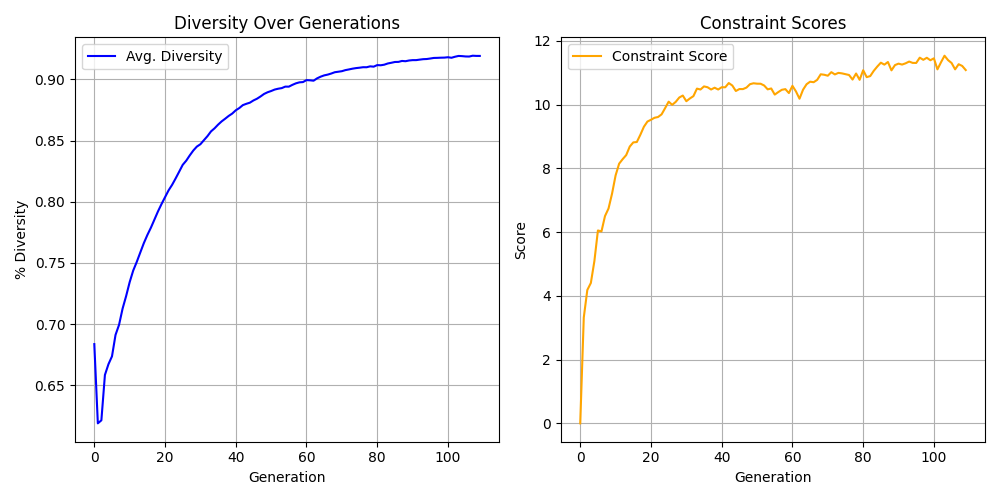 Diversity Over Generations
Avg. Diversity
% Diversity
0.90
0.85
0.80
0.75
0.70
0.65
0 20 40 60 80 100
Generation
Constraint Scores
Constraint Score
Score
12
10
8
6
4
2
0
0 20 40 60 80 100
Generation